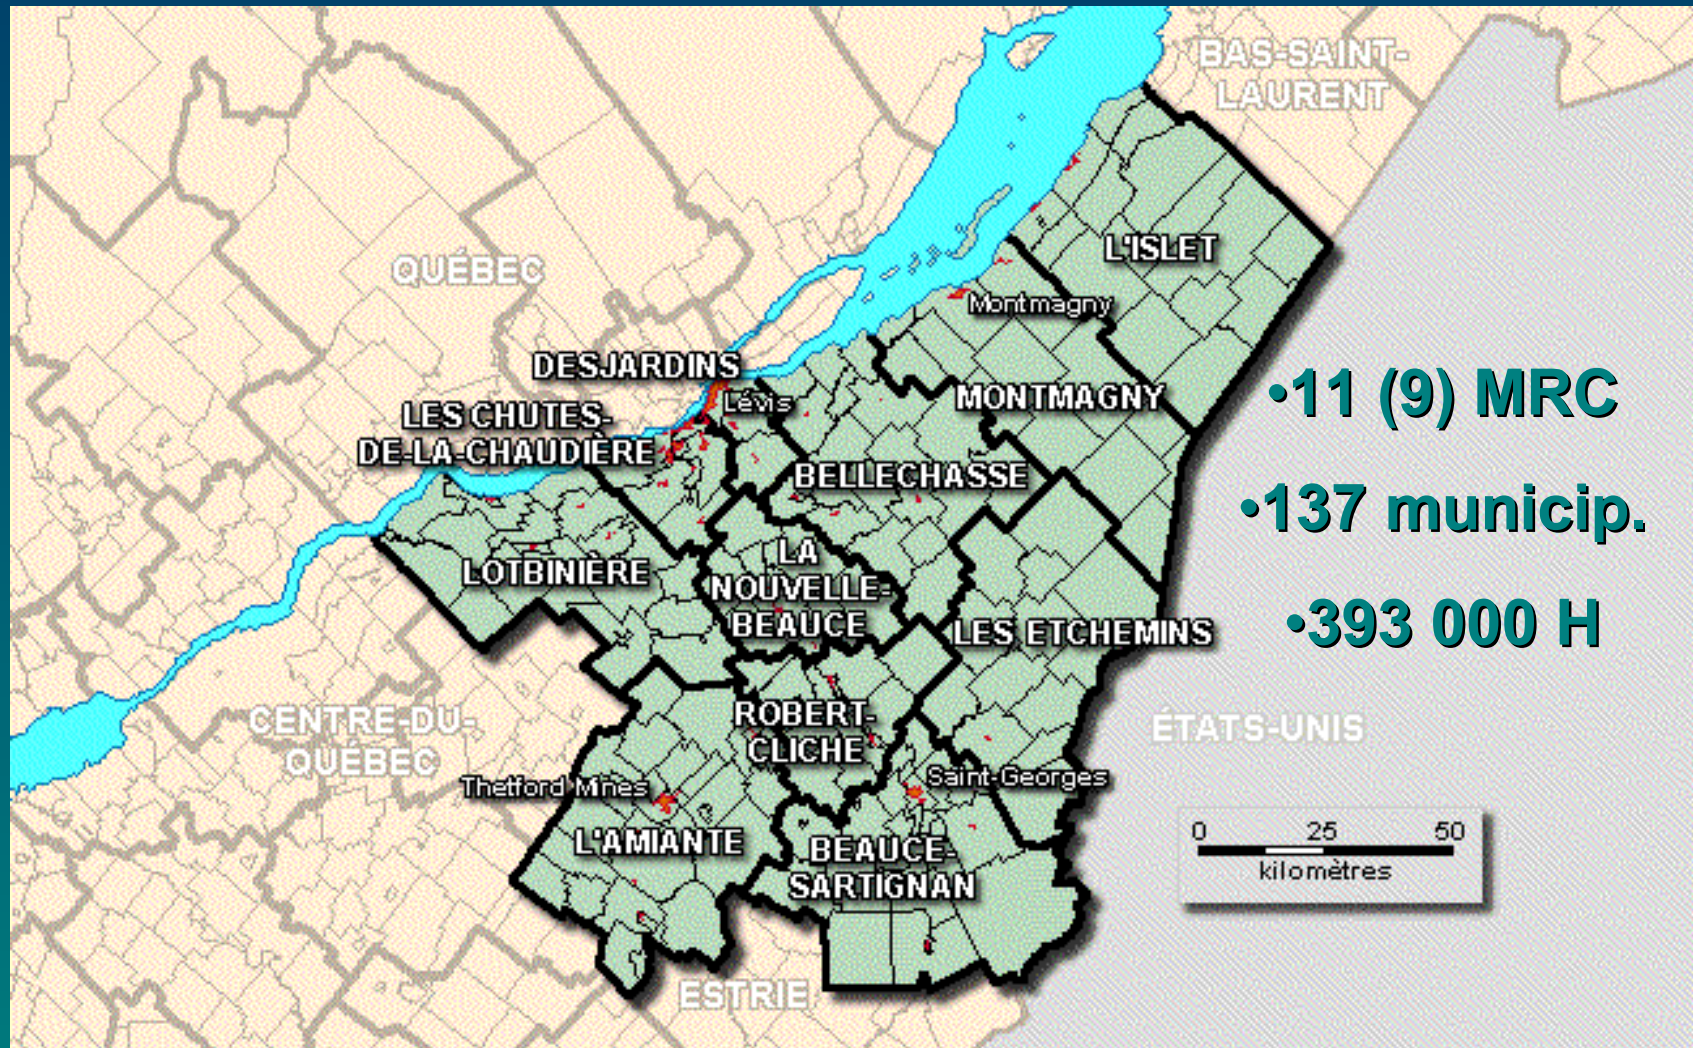 BAS-SAINT-
LAURENT
QUÉBEC
L'ISLET
Montmagny
DESJARDINS
Lévis
MONTMAGNY
LES CHUTES-
DE-LA-CHAUDIÈRE
BELLECHASSE
LOTBINIÈRE
LA
NOUVELLE-
BEAUCE
LES ETCHEMINS
•11 (9) MRC
•137 municip.
•393 000 H
CENTRE-DU-
QUÉBEC
ROBERT-
CLICHE
ÉTATS-UNIS
Thetford Mines
Saint-Georges
L'AMIANTE
BEAUCE-
SARTIGNAN
ESTRIE
0 25 50
kilomètres